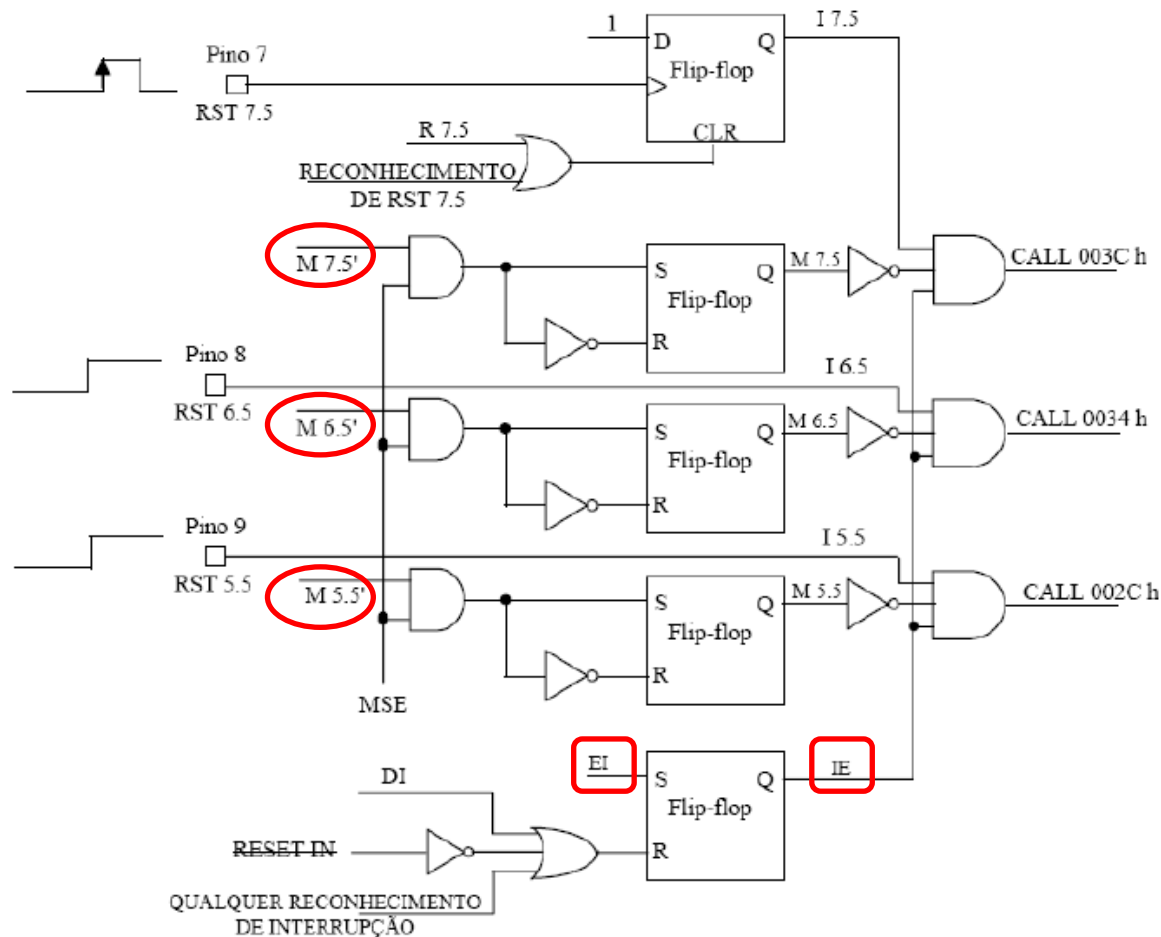 1
D
Q
I 7.5
Pino 7
Flip-flop
RST 7.5
R 7.5
CLR
RECONHECIMENTO
DE RST 7.5
M 7.5'
S
Q
M 7.5
CALL 003C h
Flip-flop
R
Pino 8
I 6.5
RST 6.5
M 6.5'
S
Q
M 6.5
CALL 0034 h
Flip-flop
R
Pino 9
I 5.5
RST 5.5
M 5.5'
S
Q
M 5.5
CALL 002C h
Flip-flop
R
MSE
EI
S
Q
IE
DI
Flip-flop
RESET IN
R
QUALQUER RECONHECIMENTO
DE INTERRUPÇÃO